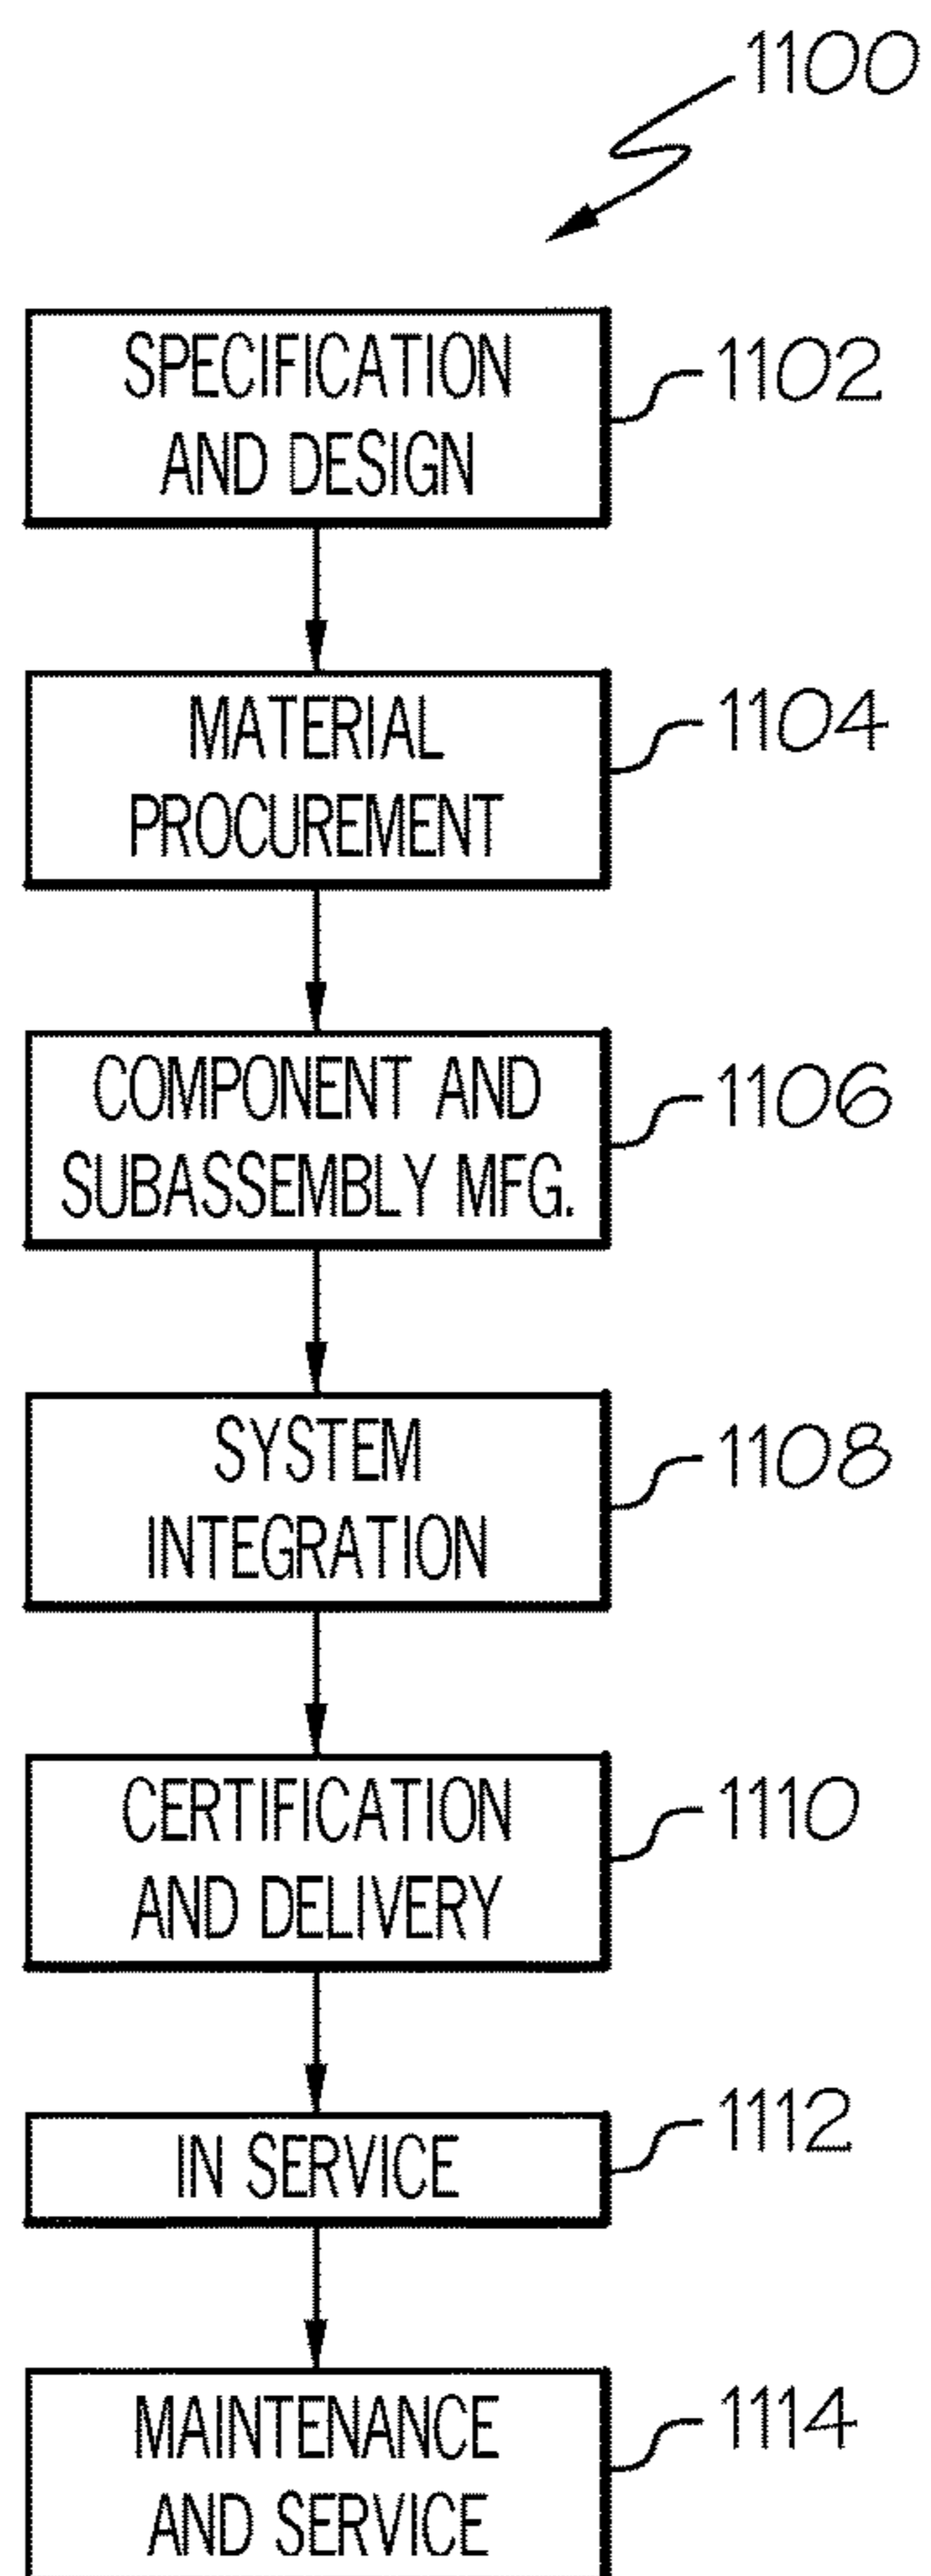 1100
SPECIFICATION
AND DESIGN
1102
MATERIAL
PROCUREMENT
1104
COMPONENT AND
SUBASSEMBLY MFG.
1106
SYSTEM
INTEGRATION
1108
CERTIFICATION
AND DELIVERY
1110
IN SERVICE
1112
MAINTENANCE
AND SERVICE
1114